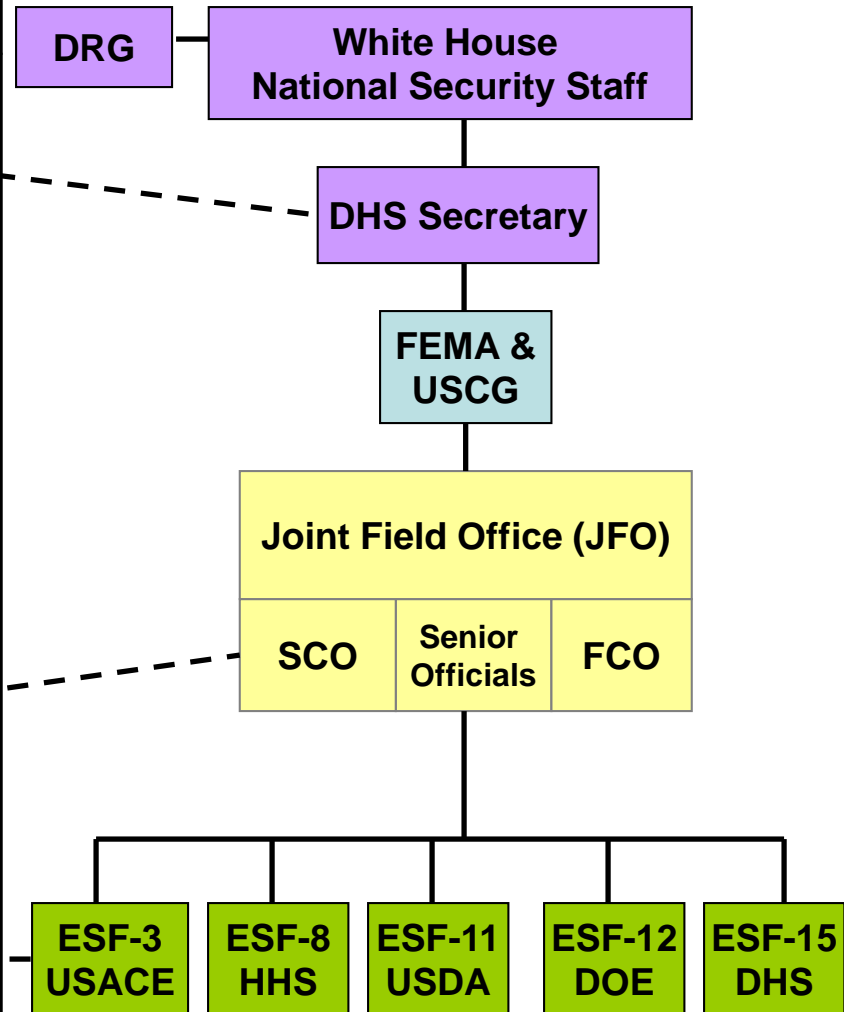 DRG
White House
National Security Staff
DHS Secretary
FEMA &
USCG
Joint Field Office (JFO)
SCO
Senior
Officials
FCO
ESF-3
USACE
ESF-8
HHS
ESF-11
USDA
ESF-12
DOE
ESF-15
DHS